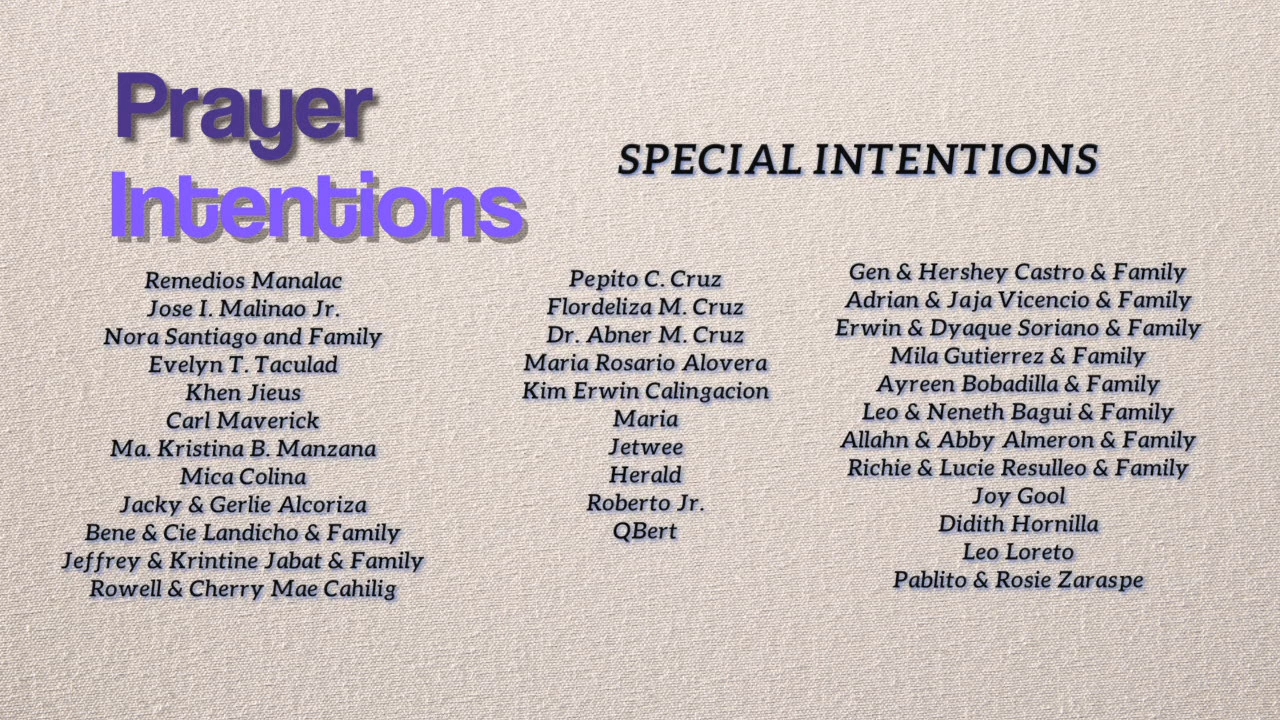 Prayer
Intentions
SPECIAL INTENTIONS
Remedios Manalac
Jose I. Malinao Jr.
Nora Santiago and Family
Evelyn T. Taculad
Khen Jieus
Carl Maverick
Ma. Kristina B. Manzana
Mica Colina
Jacky & Gerlie Alcoriza
Bene & Cie Landicho & Family
Jeffrey & Krintine Jabat & Family
Rowell & Cherry Mae Cahilig
Pepito C. Cruz
Flordeliza M. Cruz
Dr. Abner M. Cruz
Maria Rosario Alovera
Kim Erwin Calingacion
Maria
Jetwee
Herald
Roberto Jr.
QBert
Gen & Hershey Castro & Family
Adrian & Jaja Vicencio & Family
Erwin & Dyaque Soriano & Family
Mila Gutierrez & Family
Ayreen Bobadilla & Family
Leo & Neneth Bagui & Family
Allahn & Abby Almeron & Family
Richie & Lucie Resulleo & Family
Joy Gool
Didith Hornilla
Leo Loreto
Pablito & Rosie Zaraspe